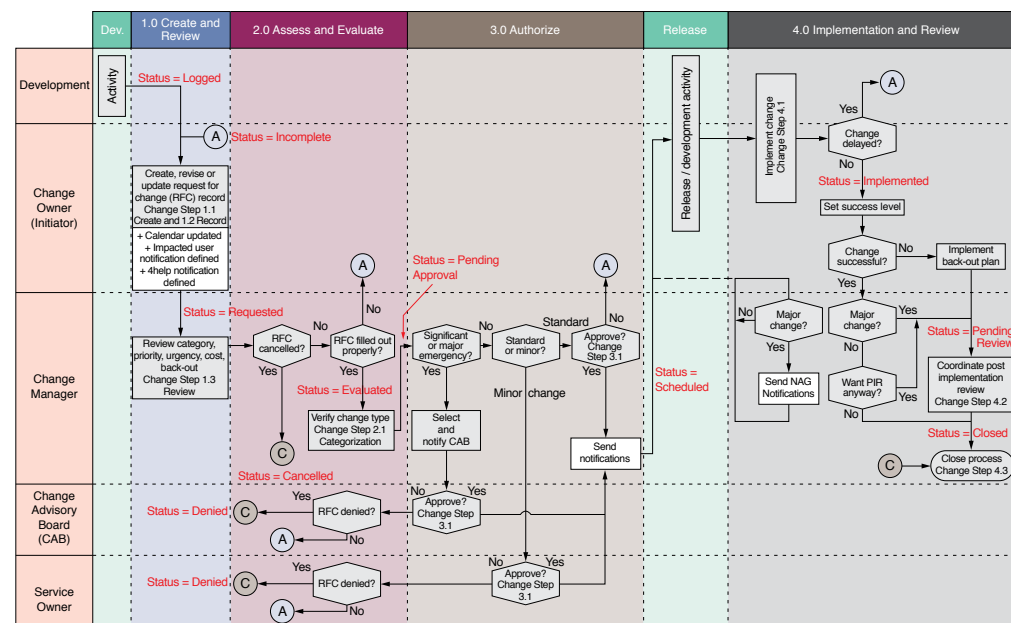 Dev.
1.0 Create and
Review
2.0 Assess and Evaluate
3.0 Authorize
Release
4.0 Implementation and Review
Development
Activity
Status = Logged
Release / development activity
Implement change
Change Step 4.1
Yes
A
Change
Owner
(Initiator)
A
Status = Incomplete
Create, revise or
update request for
change (RFC) record
Change Step 1.1
Create and 1.2 Record
+ Calendar updated
+ Impacted user
notification defined
+ 4help notification
defined
A
Status = Pending
Approval
A
Change
delayed?
No
Status = Implemented
Set success level
Change
successful?
No
Implement
back-out plan
Yes
Change
Manager
Status = Requested
Review category,
priority, urgency, cost,
back-out
Change Step 1.3
Review
RFC
cancelled?
No
RFC filled out
properly?
No
Yes
Yes
Status = Evaluated
Verify change type
Change Step 2.1
Categorization
C
Status = Cancelled
Significant
or major
emergency?
No
Standard
or minor?
Standard
No
Approve?
Change
Step 3.1
Yes
Minor change
Yes
Select
and
notify CAB
Send
notifications
Status =
Scheduled
No
Major
change?
Yes
Send NAG
Notifications
Major
change?
Yes
No
Status = Pending
Review
Want PIR
anyway?
Yes
No
Coordinate post
implementation
review
Change Step 4.2
Status = Closed
C
Close process
Change Step 4.3
Change
Advisory
Board
(CAB)
Status = Denied
C
Yes
RFC denied?
No
A
No
Yes
Approve?
Change Step
3.1
Service
Owner
Status = Denied
C
Yes
RFC denied?
No
A
No
Yes
Approve?
Change Step
3.1